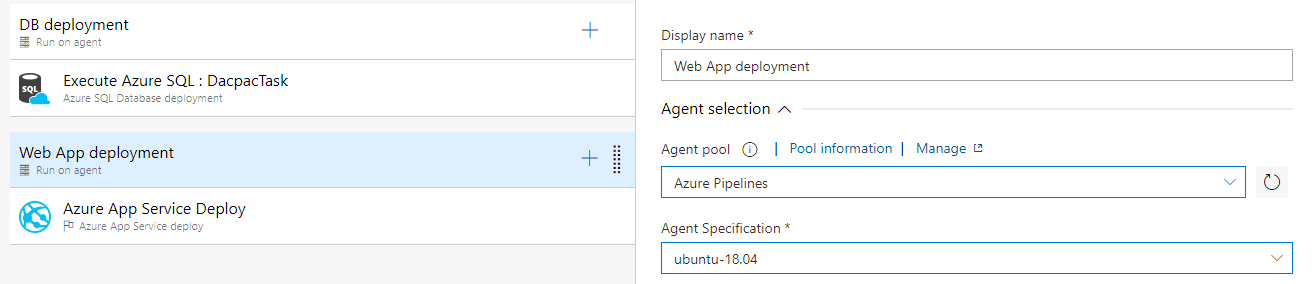 DB deployment
Run on agent
Execute Azure SQL : DacpacTask
Azure SQL Database deployment
SQL
Web App deployment
Run on agent
Azure App Service Deploy
Azure App Service deploy
Display name *
Web App deployment
Agent selection
Agent pool | Pool information | Manage
Azure Pipelines
Agent Specification *
ubuntu-18.04